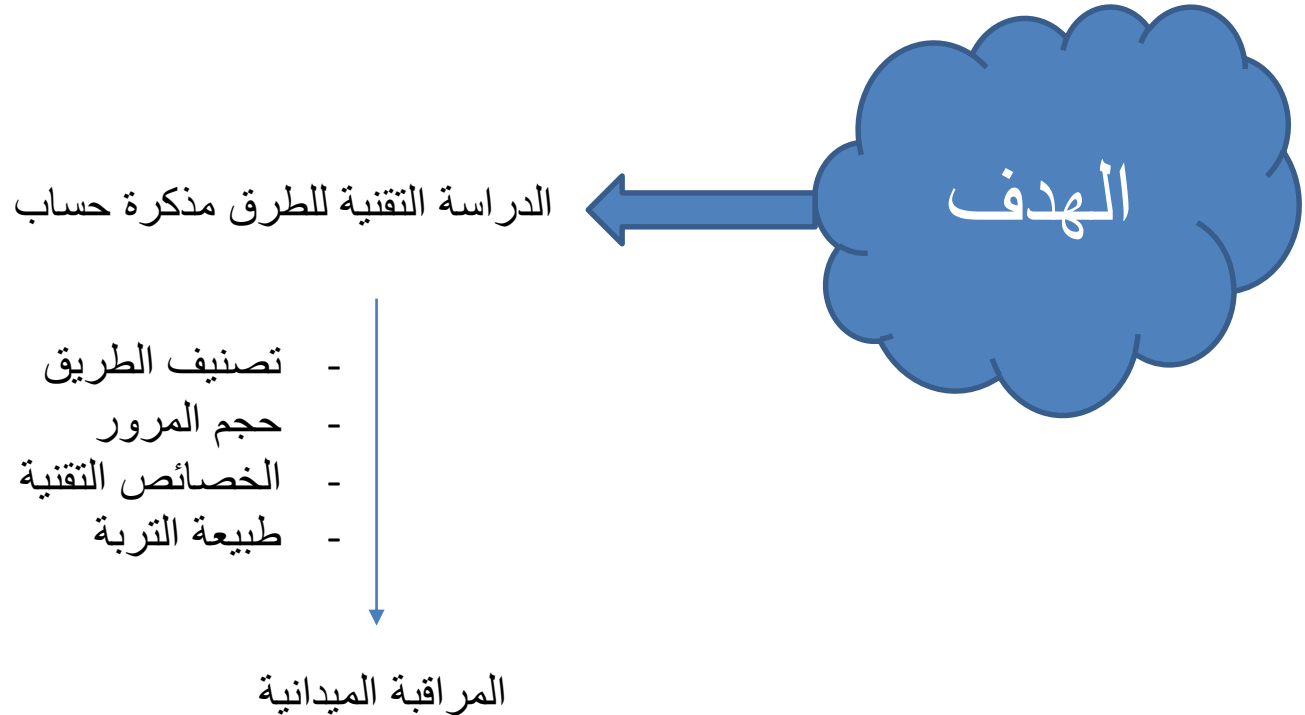 الهدف
الدراسة التقنية للطرق مذكرة حساب
- تصنيف الطريق
- حجم المرور
- الخصائص التقنية
- طبيعة التربة
المراقبة الميدانية